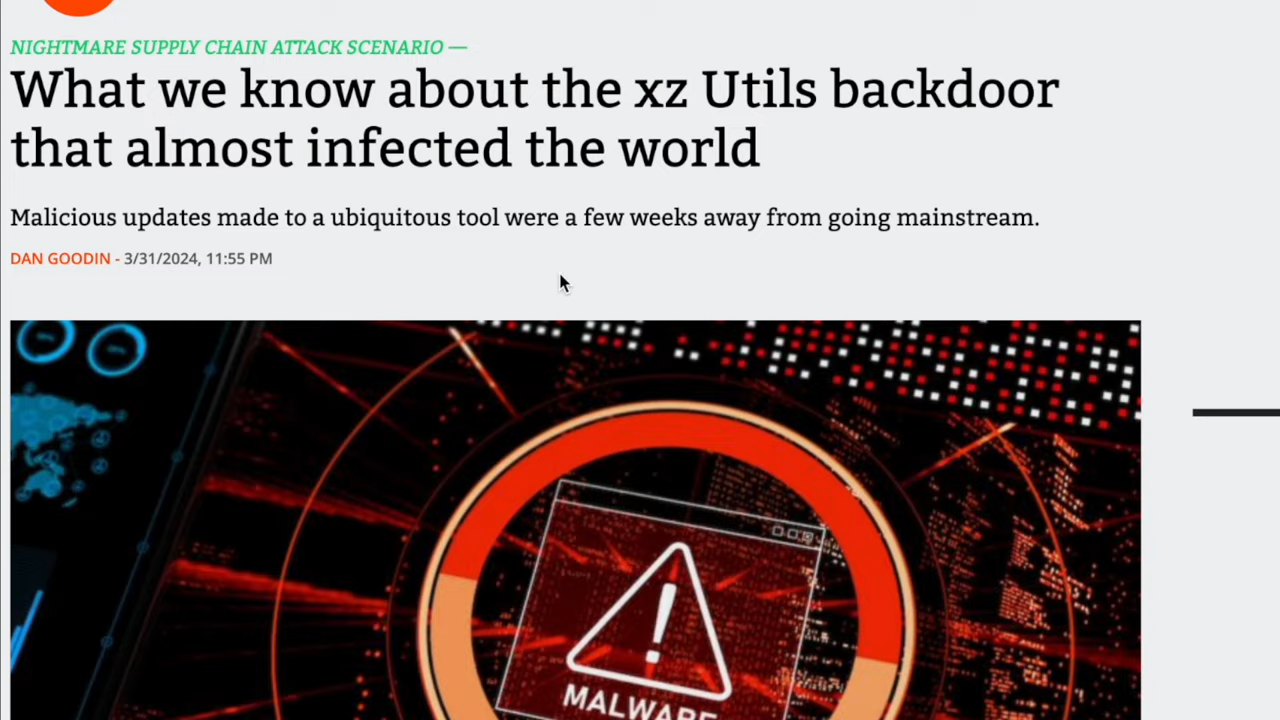 NIGHTMARE SUPPLY CHAIN ATTACK SCENARIO —
What we know about the xz Utils backdoor
that almost infected the world
Malicious updates made to a ubiquitous tool were a few weeks away from going mainstream.
DAN GOODIN - 3/31/2024, 11:55 PM
MALWARE